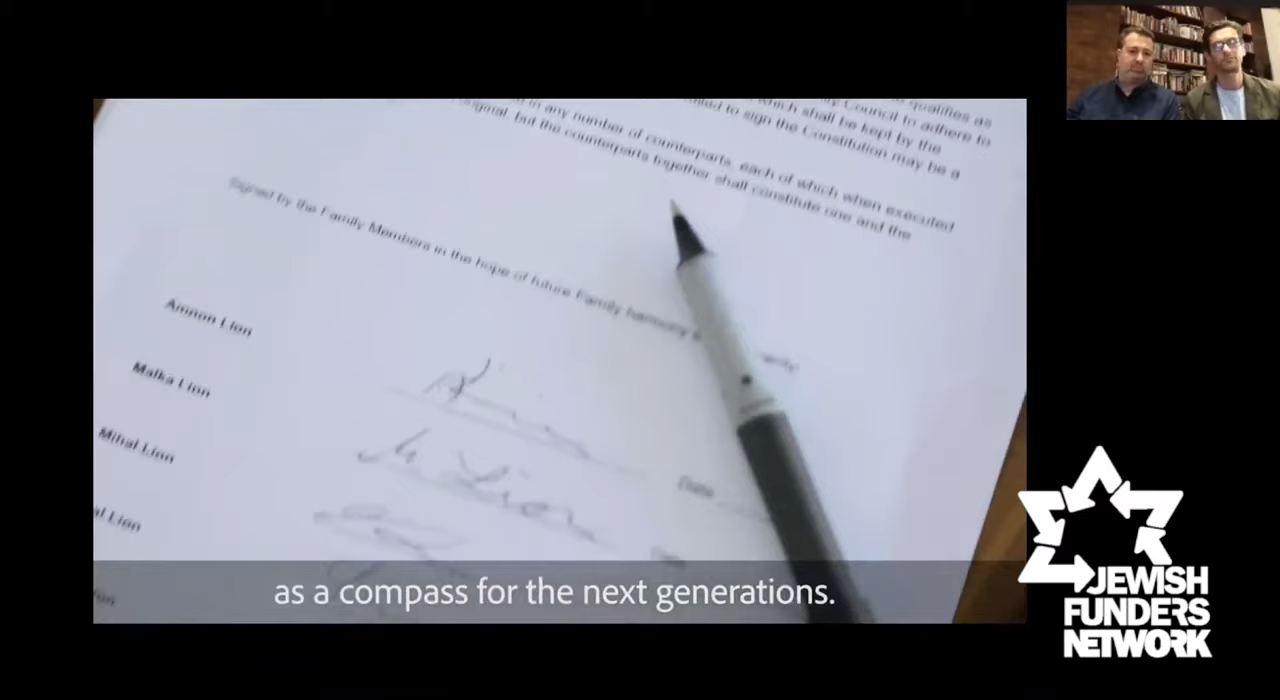 qualifies as
Council to adhere to
which shall be kept by the
to sign the Constitution may be a
in any number of counterparts, each of which when executed
original, but the counterparts together shall constitute one and the
Signed by the Family Members in the hope of future Family harmony
Amnon Lion
Malka Lion
Mihal Lion
al Lion
Date
as a compass for the next generations.
JEWISH
FUNDERS
NETWORK